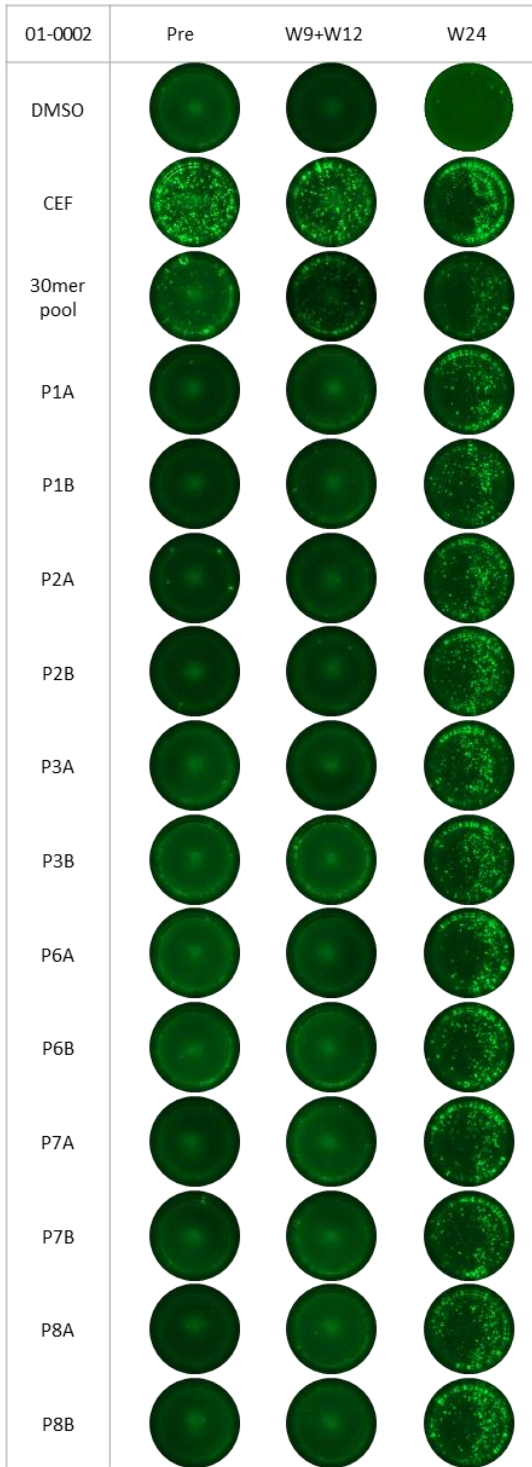 01-0002 Pre W9+W12 W24
DMSO
CEF
30mer
pool
P1A
P1B
P2A
P2B
P3A
P3B
P6A
P6B
P7A
P7B
P8A
P8B